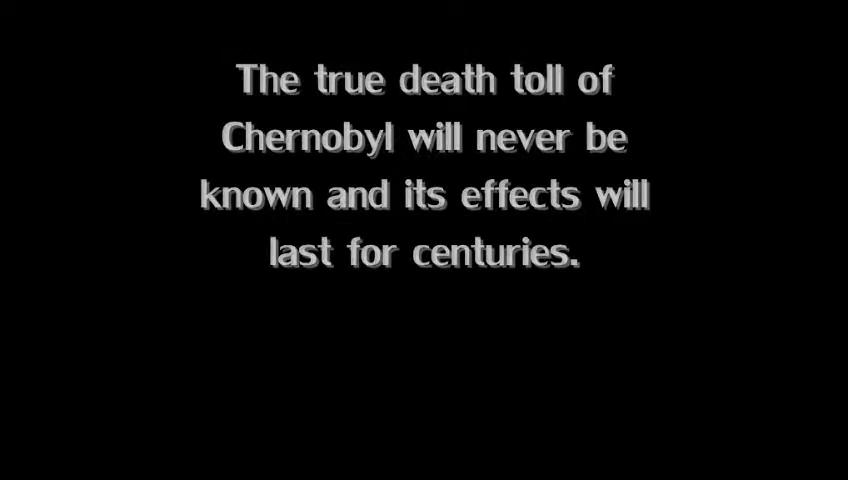 The true death toll of
Chernobyl will never be
known and its effects will
last for centuries.